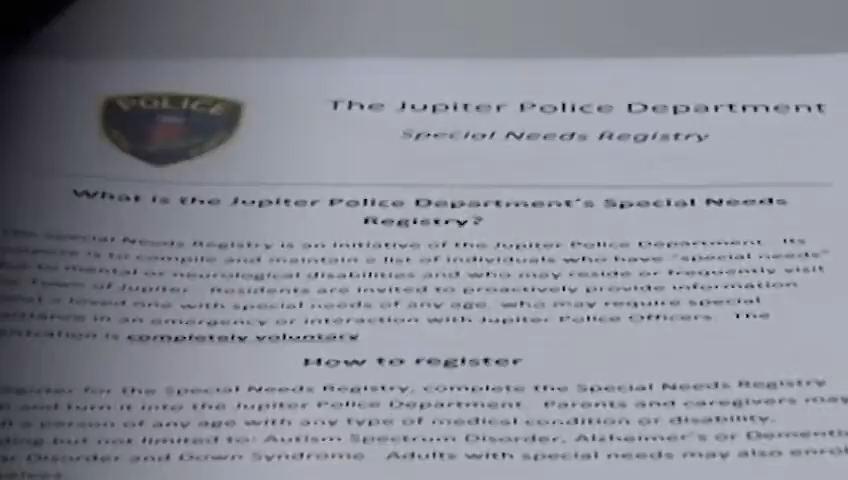 POLICE
The Jupiter Police Department
Special Needs Registry
What is the Jupiter Police Department's Special Needs
Registry?
Special Needs Registry is an initiative of the Jupiter Police Department. Its
is to compile and maintain a list of individuals who have "special needs"
to mental or neurological disabilities and who may reside or frequently visit
Town of Jupiter. Residents are invited to proactively provide information
a loved one with special needs of any age, who may require special
in an emergency or interaction with Jupiter Police Officers. The
is completely voluntary
How to register
for the Special Needs Registry, complete the Special Needs Registry
and turn it into the Jupiter Police Department. Parents and caregivers may
a person of any age with any type of medical condition or disability,
but not limited to: Autism Spectrum Disorder, Alzheimer's or
Disorder and Down Syndrome. Adults with special needs may also